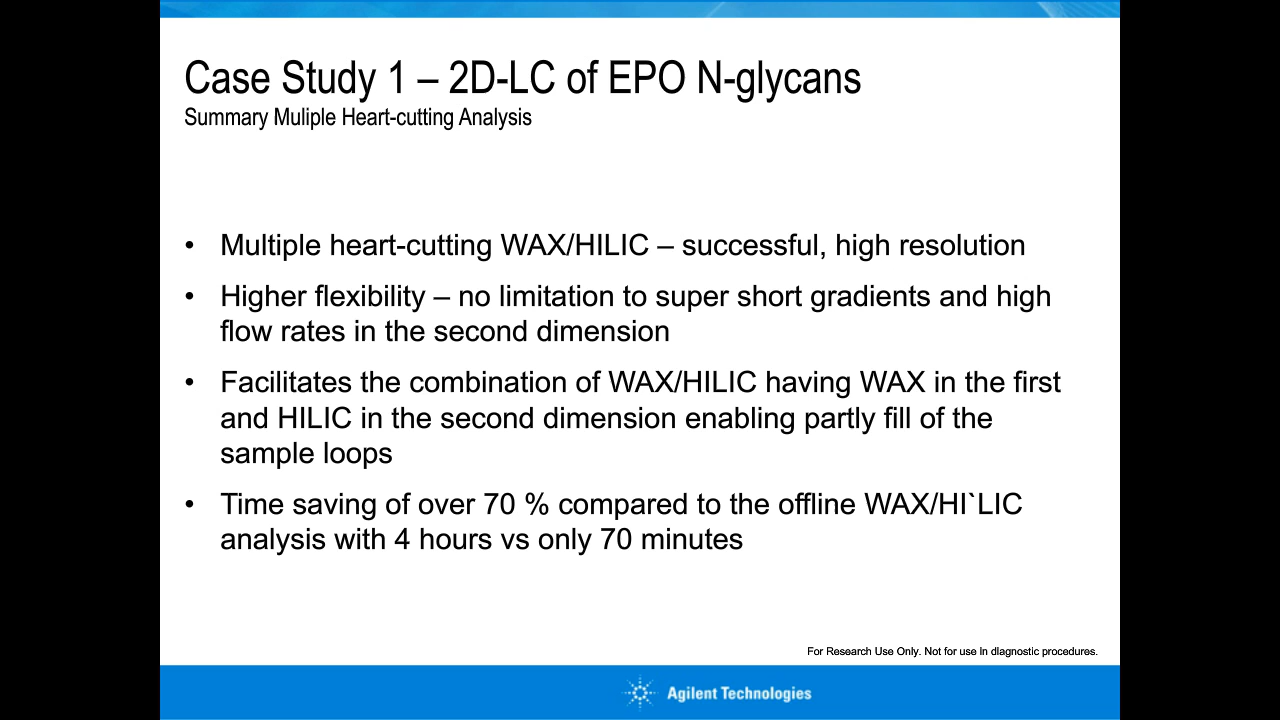 Case Study 1 – 2D-LC of EPO N-glycans
Summary Muliple Heart-cutting Analysis
• Multiple heart-cutting WAX/HILIC – successful, high resolution
• Higher flexibility – no limitation to super short gradients and high
flow rates in the second dimension
• Facilitates the combination of WAX/HILIC having WAX in the first
and HILIC in the second dimension enabling partly fill of the
sample loops
• Time saving of over 70 % compared to the offline WAX/HI`LIC
analysis with 4 hours vs only 70 minutes
For Research Use Only. Not for use in diagnostic procedures.
Agilent Technologies